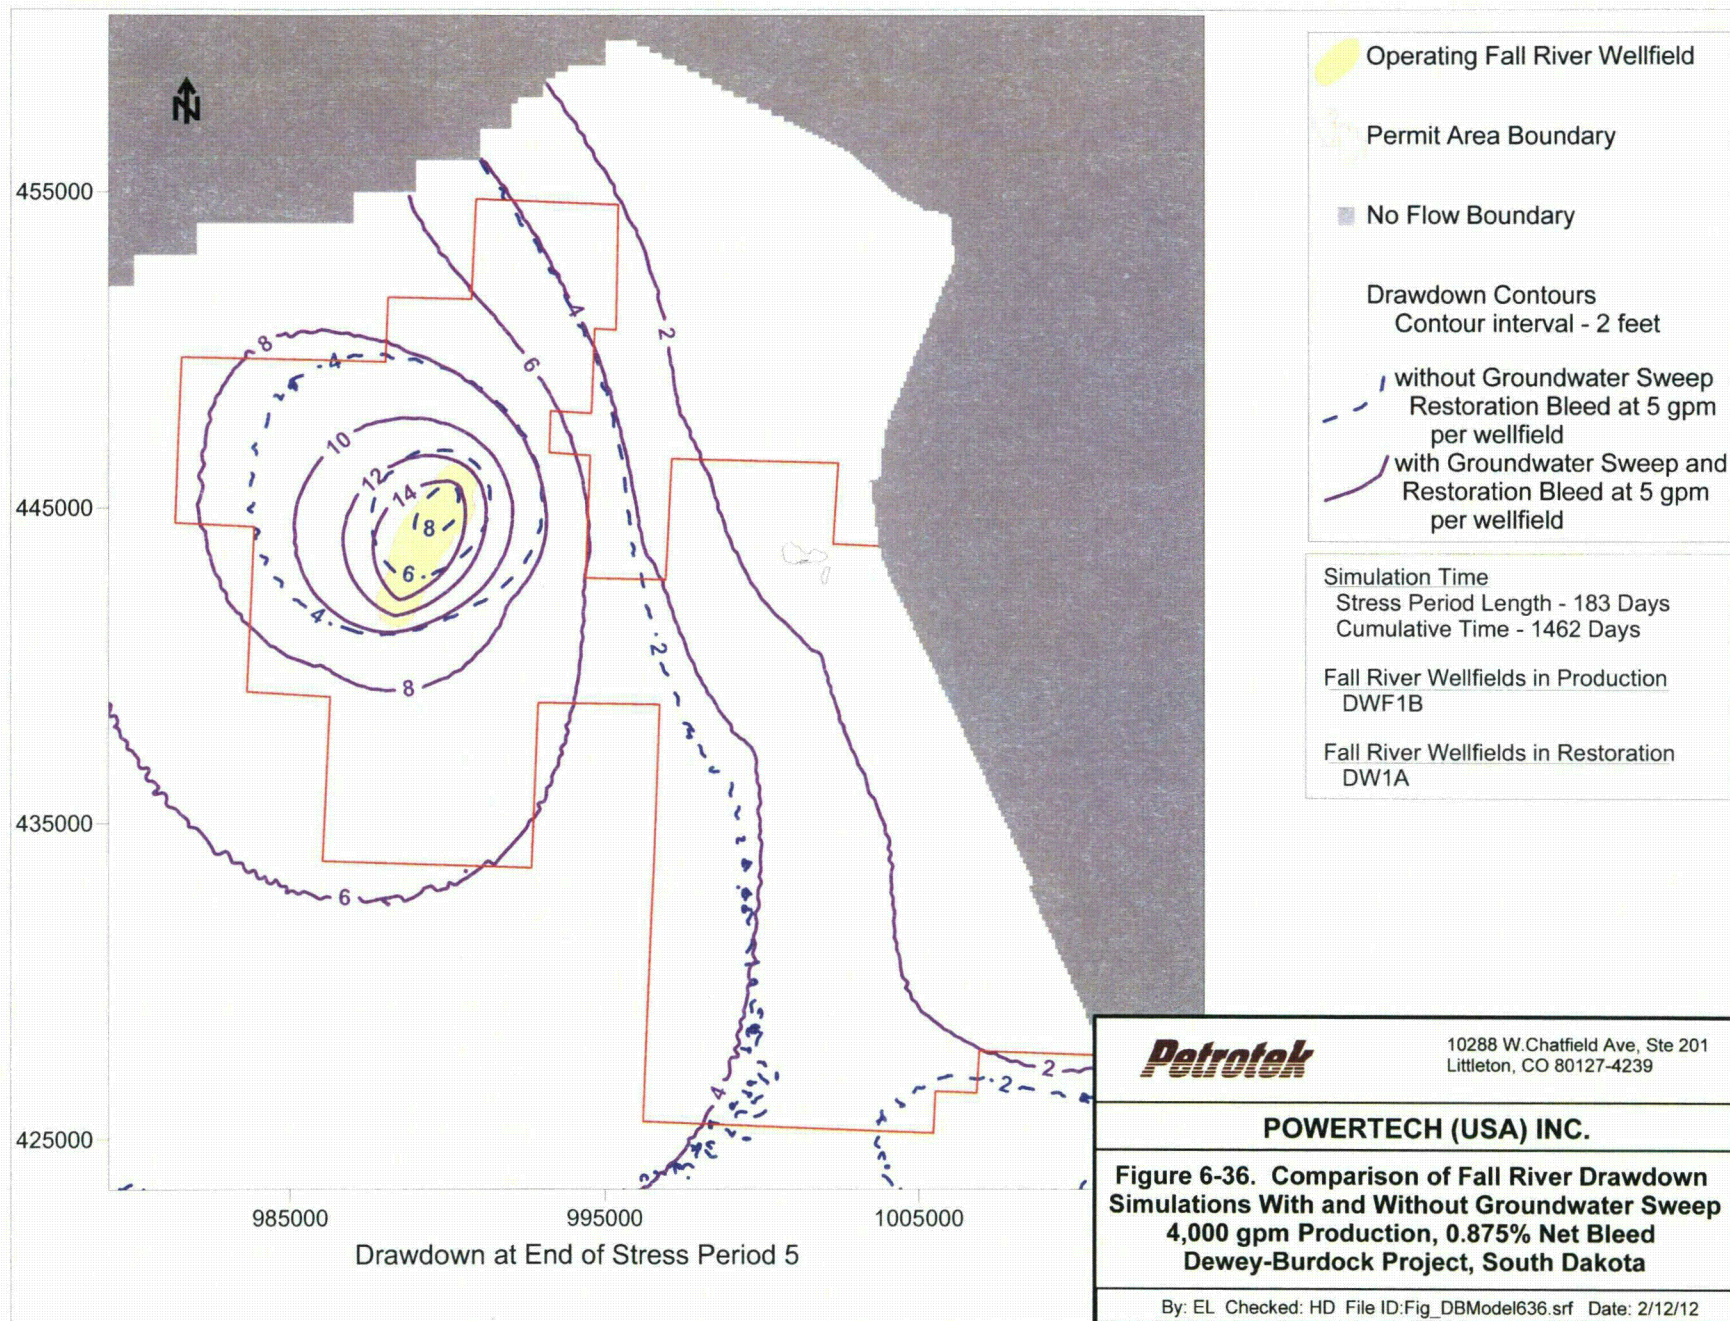 N
455000
445000
435000
425000
985000
995000
1005000
8
4
10
12
14
8
6
4
8
6
6
4
2
2
4
2
2
Drawdown at End of Stress Period 5
Operating Fall River Wellfield
Permit Area Boundary
No Flow Boundary
Drawdown Contours
Contour interval - 2 feet
without Groundwater Sweep
Restoration Bleed at 5 gpm
per wellfield
with Groundwater Sweep and
Restoration Bleed at 5 gpm
per wellfield
Simulation Time
Stress Period Length - 183 Days
Cumulative Time - 1462 Days
Fall River Wellfields in Production
DWF1B
Fall River Wellfields in Restoration
DW1A
Petrotek
10288 W.Chatfield Ave, Ste 201
Littleton, CO 80127-4239
POWERTECH (USA) INC.
Figure 6-36. Comparison of Fall River Drawdown
Simulations With and Without Groundwater Sweep
4,000 gpm Production, 0.875% Net Bleed
Dewey-Burdock Project, South Dakota
By: EL Checked: HD File ID:Fig_DBModel636.srf Date: 2/12/12